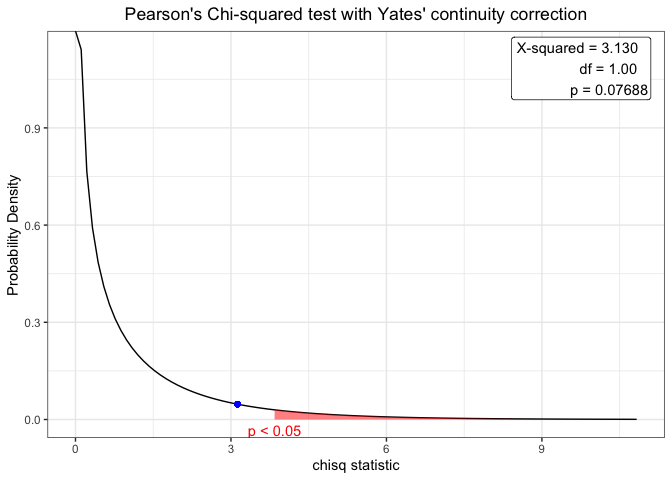 Pearson's Chi-squared test with Yates' continuity correction
X-squared = 3.130
df = 1.00
p = 0.07688
Probability Density
0.9
0.6
0.3
0.0
p < 0.05
0 3 6 9
chisq statistic